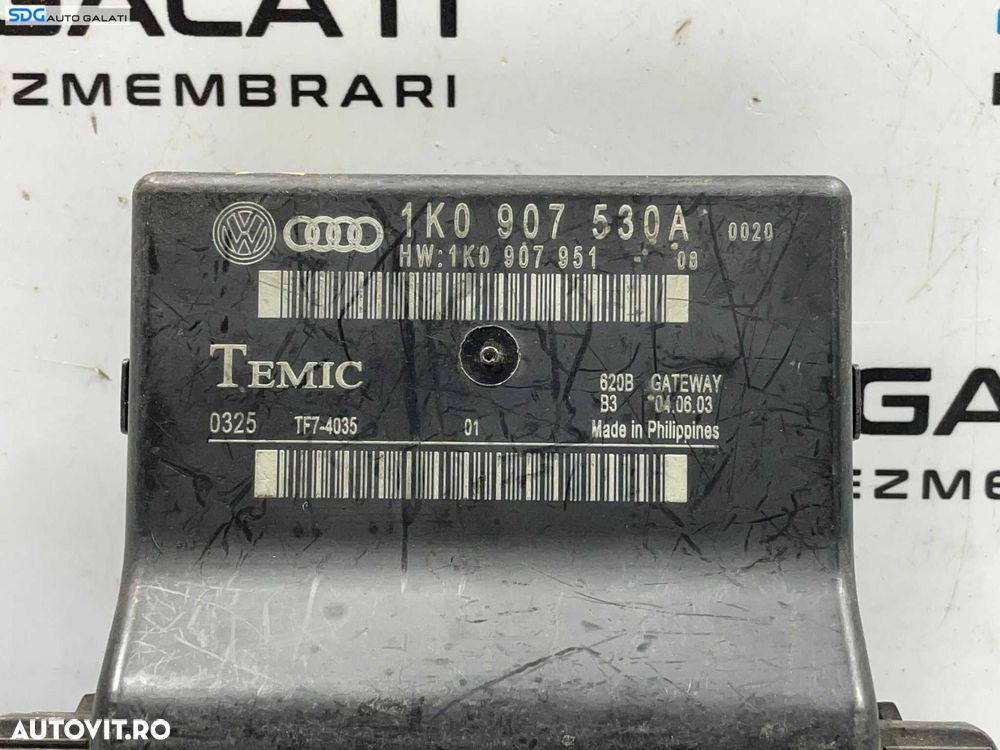 SDG AUTO GALATI
GALATI
EZMEMBRARI
1K0 907 530A 0020
HW:1K0 907 951 - 08
TEMIC
620B GATEWAY
B3 *04.06.03
0325 TF7-4035 01 Made in Philippines
GA
EZME
AUTOVIT.RO